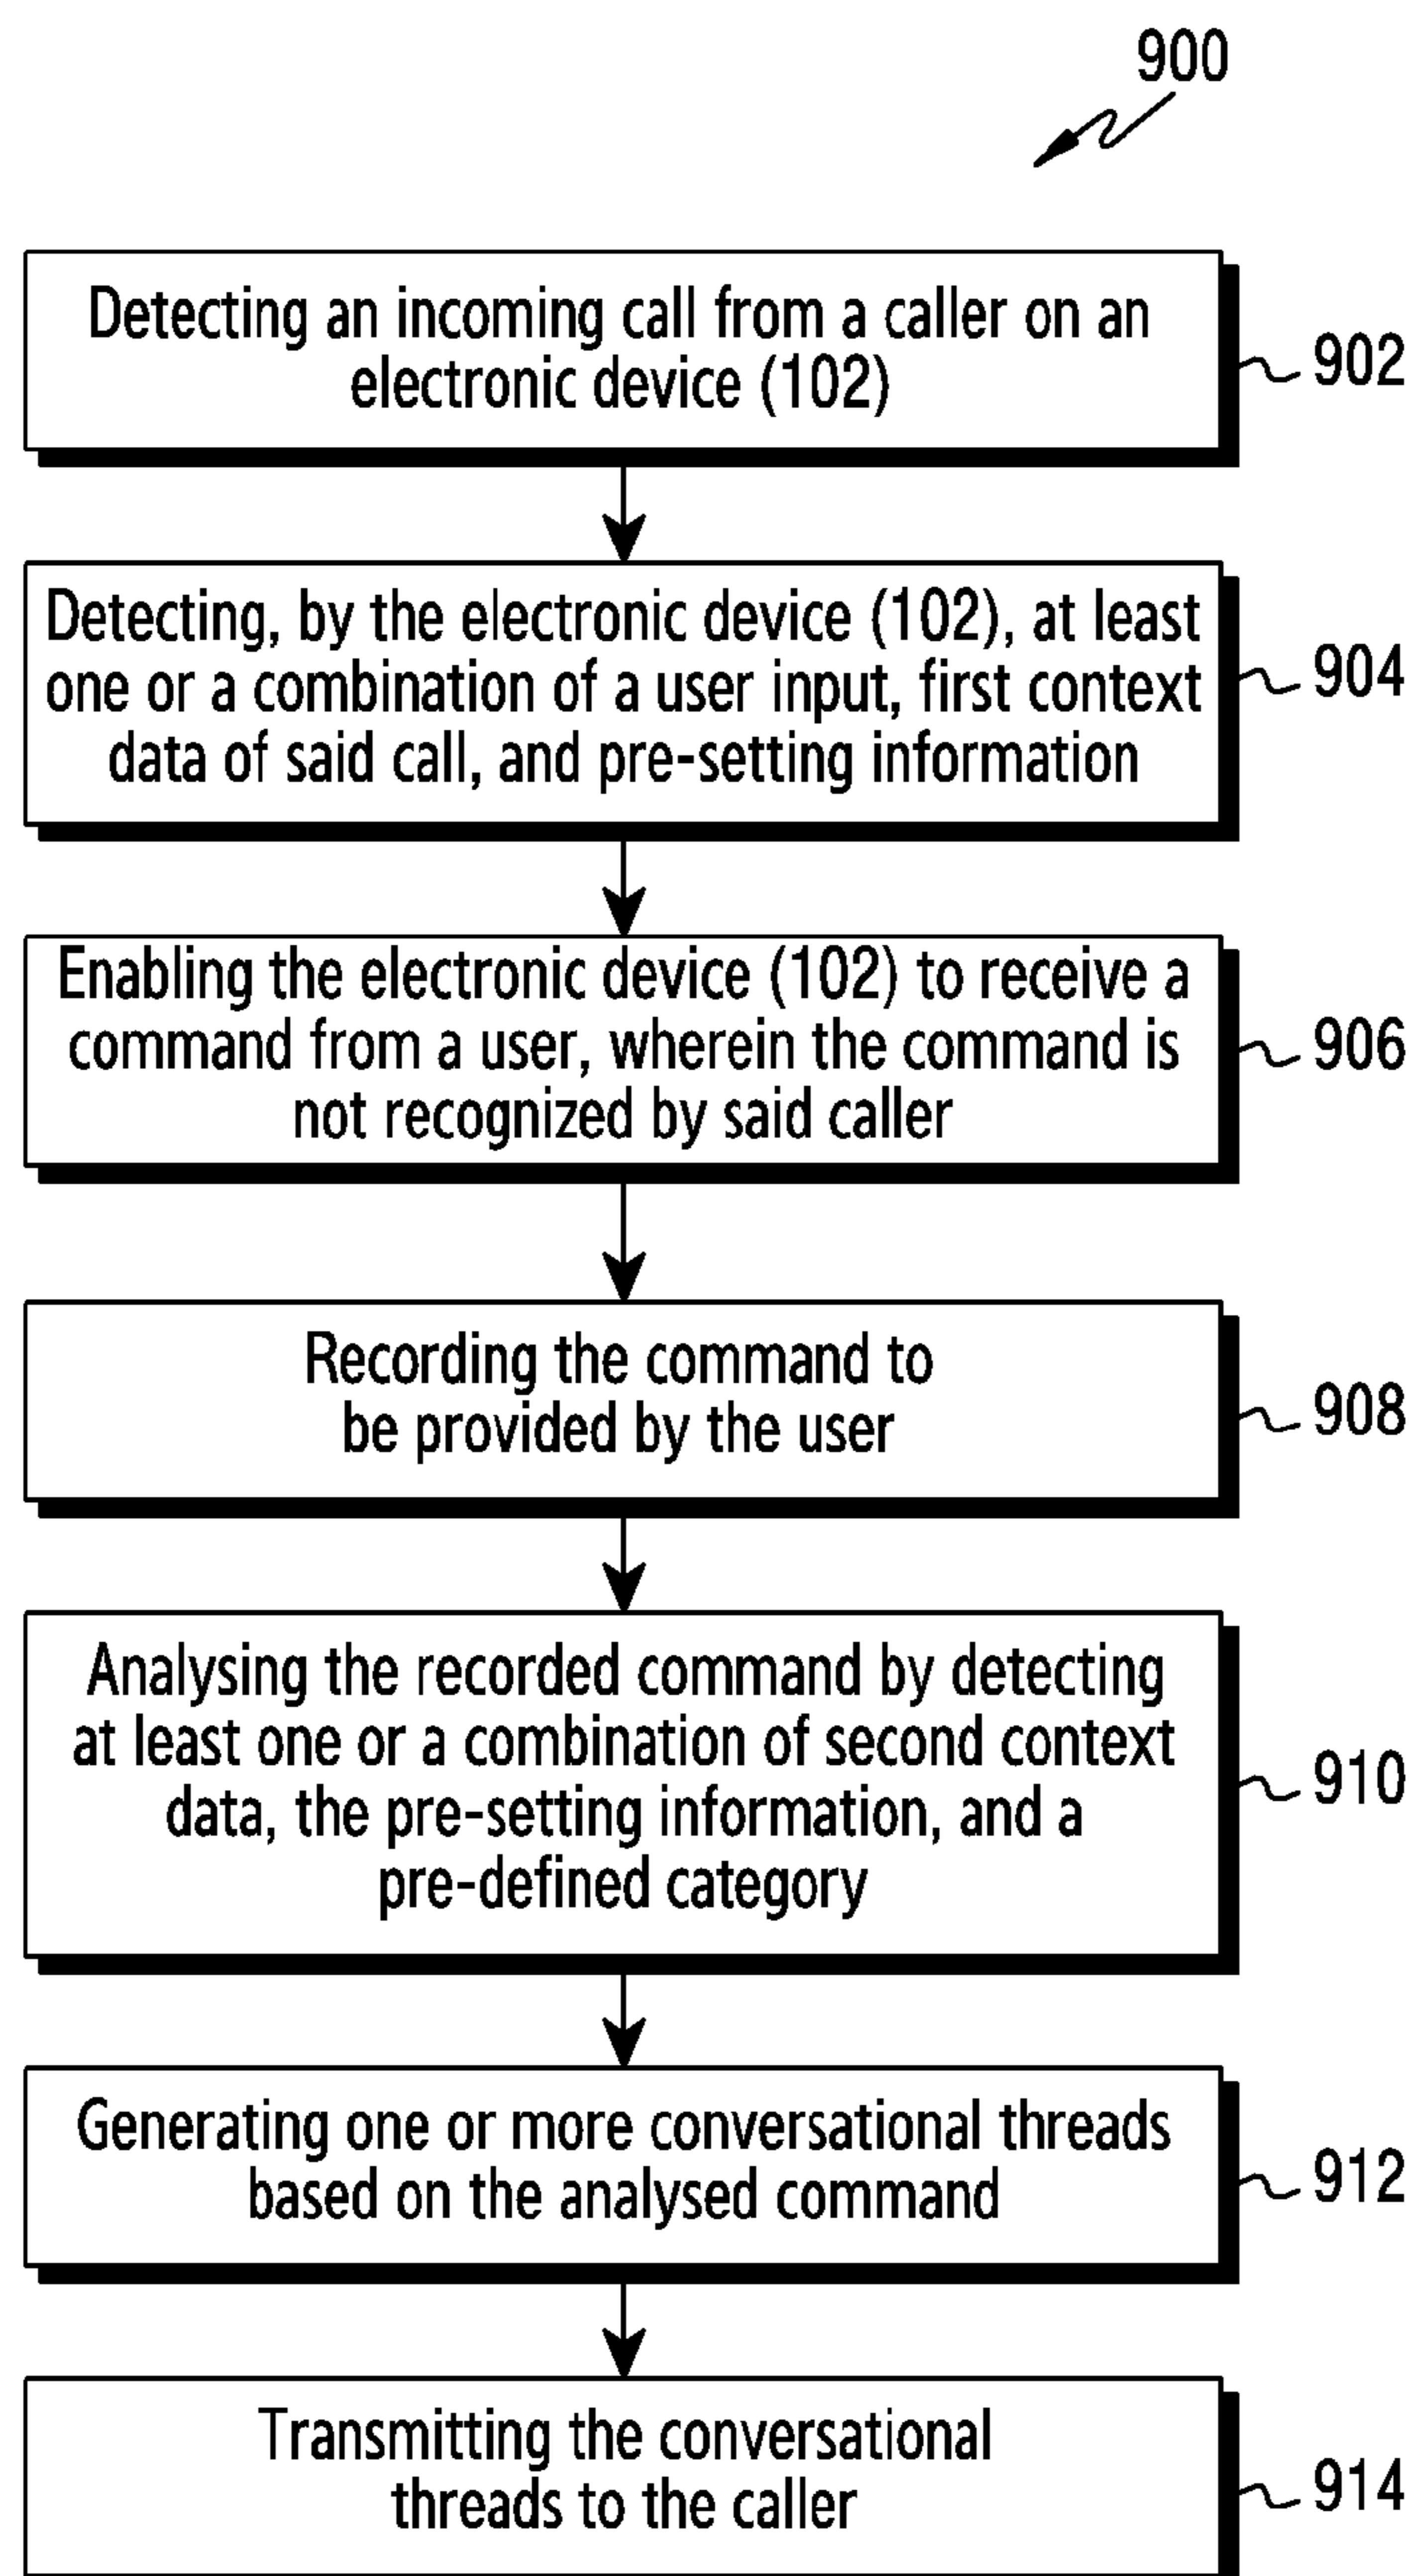 900
Detecting an incoming call from a caller on an
electronic device (102)
902
Detecting, by the electronic device (102), at least
one or a combination of a user input, first context
data of said call, and pre-setting information
904
Enabling the electronic device (102) to receive a
command from a user, wherein the command is
not recognized by said caller
906
Recording the command to
be provided by the user
908
Analysing the recorded command by detecting
at least one or a combination of second context
data, the pre-setting information, and a
pre-defined category
910
Generating one or more conversational threads
based on the analysed command
912
Transmitting the conversational
threads to the caller
914